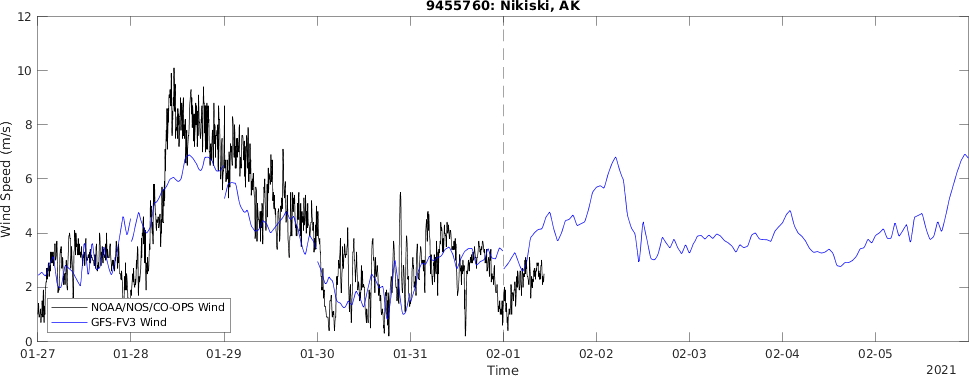 9455760: Nikiski, AK
12
10
8
6
4
2
0
Wind Speed (m/s)
NOAA/NOS/CO-OPS Wind
GFS-FV3 Wind
01-27 01-28 01-29 01-30 01-31 02-01 02-02 02-03 02-04 02-05
Time
2021